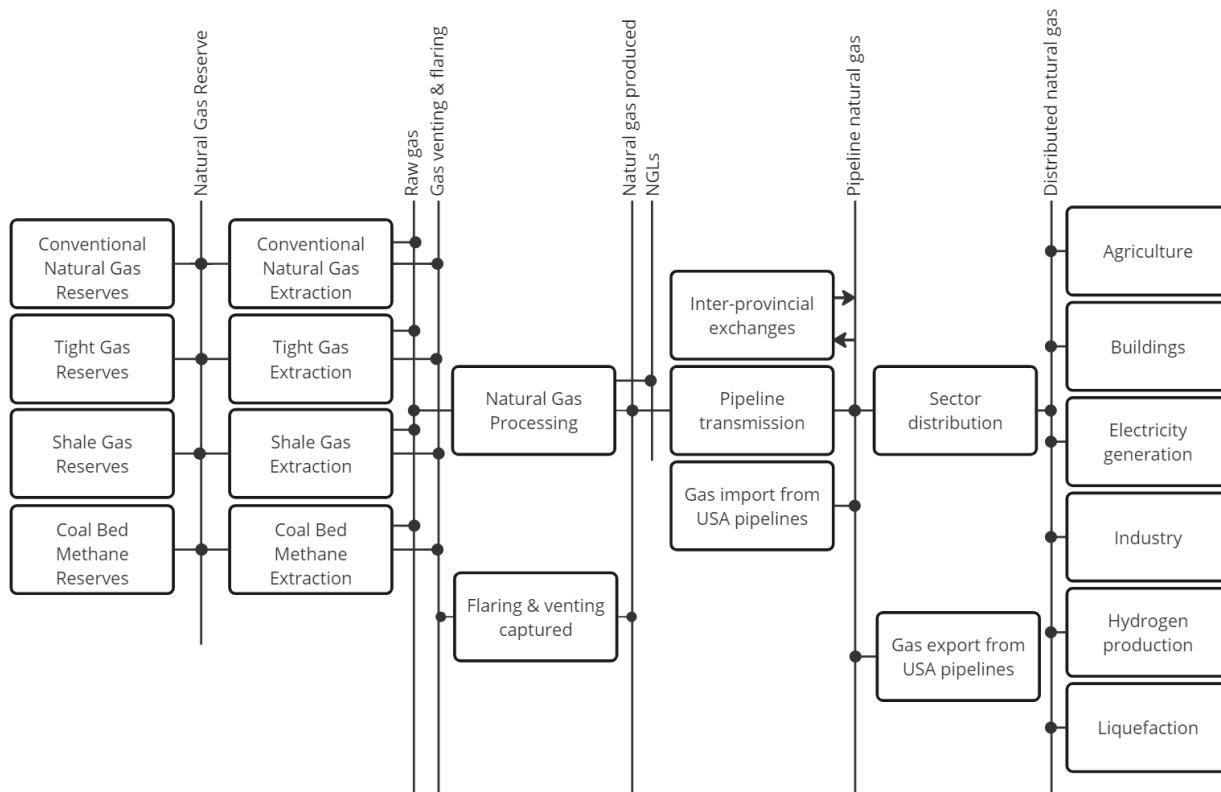 Natural Gas Reserve
Raw gas
Gas venting & flaring
Natural gas produced
NGLs
Pipeline natural gas
Distributed natural gas
Conventional
Natural Gas
Reserves
Conventional
Natural Gas
Extraction
Tight Gas
Reserves
Tight Gas
Extraction
Shale Gas
Reserves
Shale Gas
Extraction
Coal Bed
Methane
Reserves
Coal Bed
Methane
Extraction
Natural Gas
Processing
Flaring & venting
captured
Inter-provincial
exchanges
Pipeline
transmission
Gas import from
USA pipelines
Sector
distribution
Gas export from
USA pipelines
Agriculture
Buildings
Electricity
generation
Industry
Hydrogen
production
Liquefaction